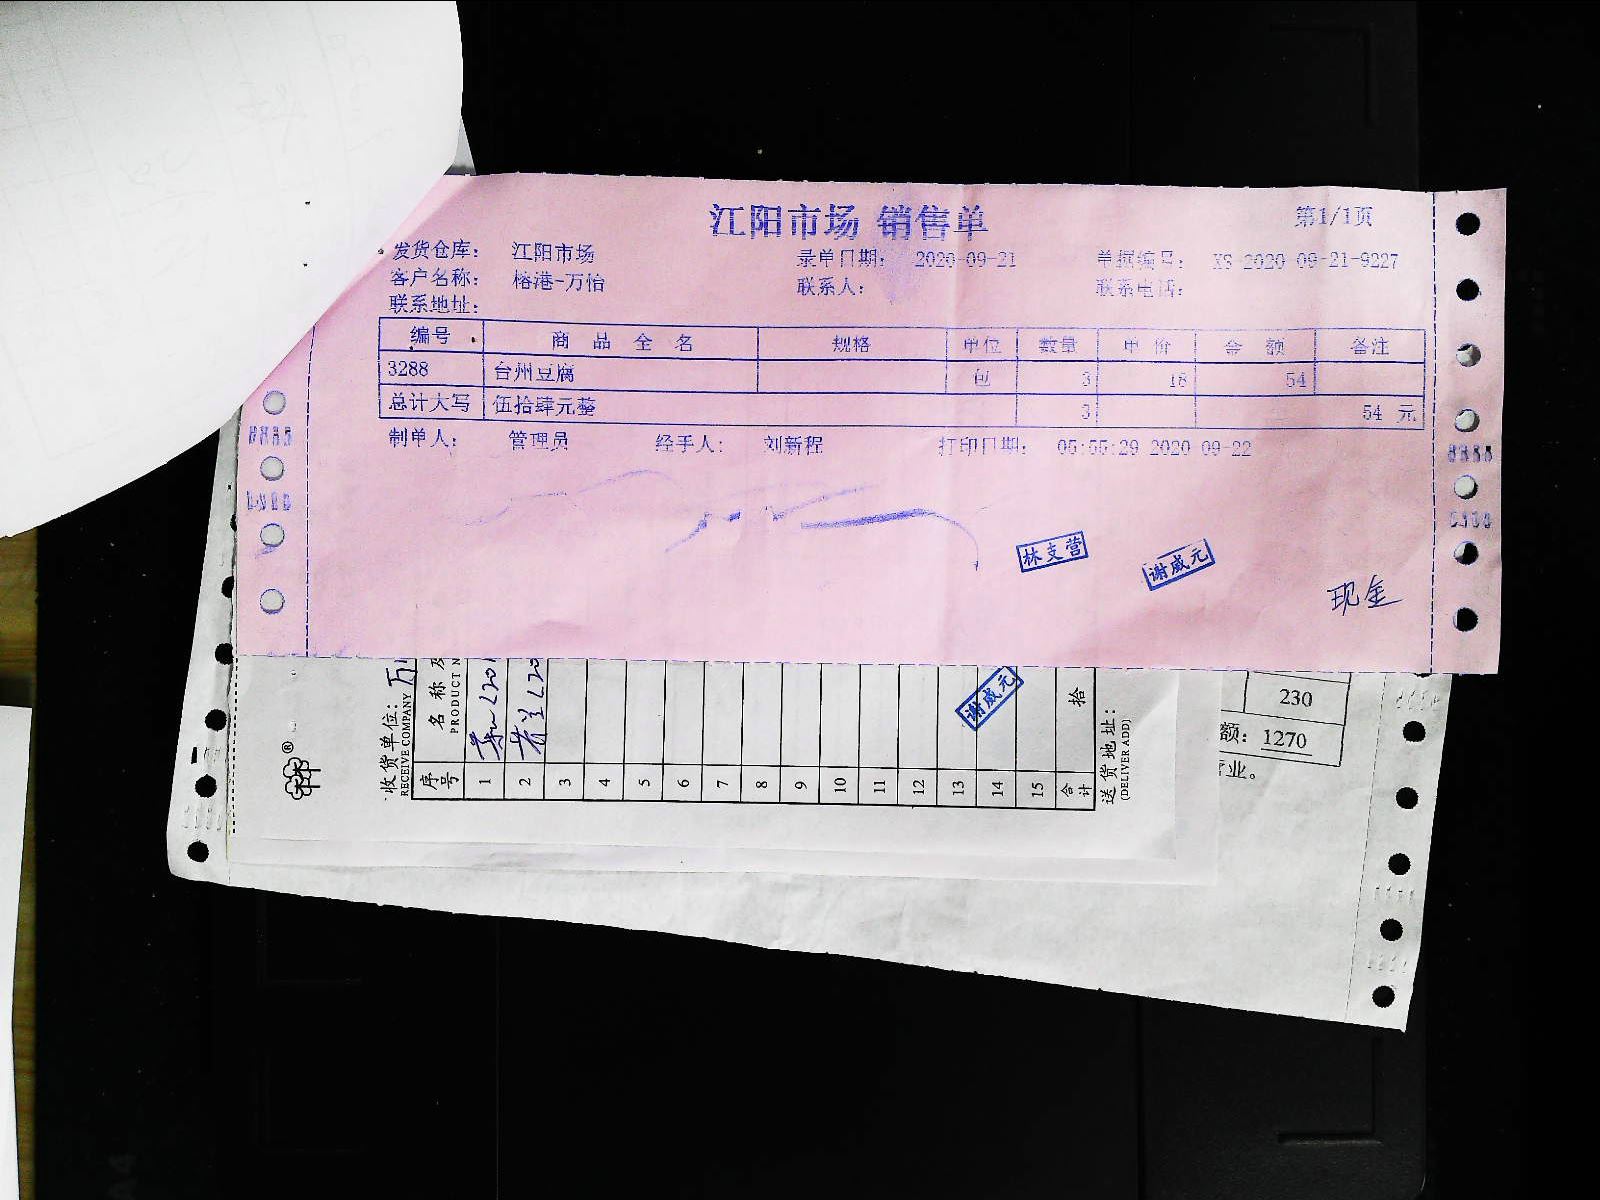 江阳市场 销售单
第1/1页
发货仓库： 江阳市场 录单日期： 2020-09-21 单据编号： XS-2020-09-21-9227
客户名称： 榕港-万怡 联系人： 联系电话：
联系地址：
编号 商品全名 规格 单位 数量 单价 金额 备注
3288 台州豆腐 包 3 18 54
总计大写 伍拾肆元整 3 54 元
制单人： 管理员 经手人： 刘新程 打印日期： 05:55:29 2020-09-22
林支营
谢威元
现金
收货单位： 万
RECEIVE COMPANY
序号 名称及
PRODUCT N
1
2
3
4
5
6
7
8
9
10
11
12
13
14
15
合计 拾
谢威元
送货地址：
(DELIVER ADD)
230
额：1270
业。